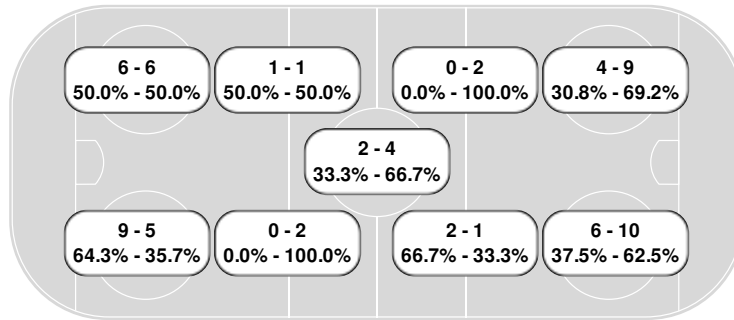 6 - 6
50.0% - 50.0%
1 - 1
50.0% - 50.0%
0 - 2
0.0% - 100.0%
4 - 9
30.8% - 69.2%
2 - 4
33.3% - 66.7%
9 - 5
64.3% - 35.7%
0 - 2
0.0% - 100.0%
2 - 1
66.7% - 33.3%
6 - 10
37.5% - 62.5%